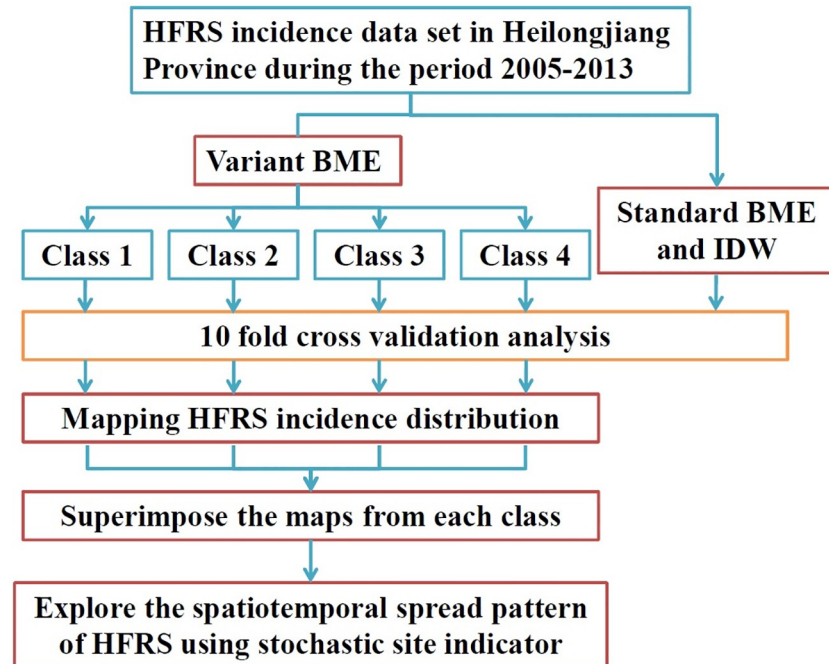 HFRS incidence data set in Heilongjiang
Province during the period 2005-2013
Variant BME
Standard BME
and IDW
Class 1
Class 2
Class 3
Class 4
10 fold cross validation analysis
Mapping HFRS incidence distribution
Superimpose the maps from each class
Explore the spatiotemporal spread pattern
of HFRS using stochastic site indicator